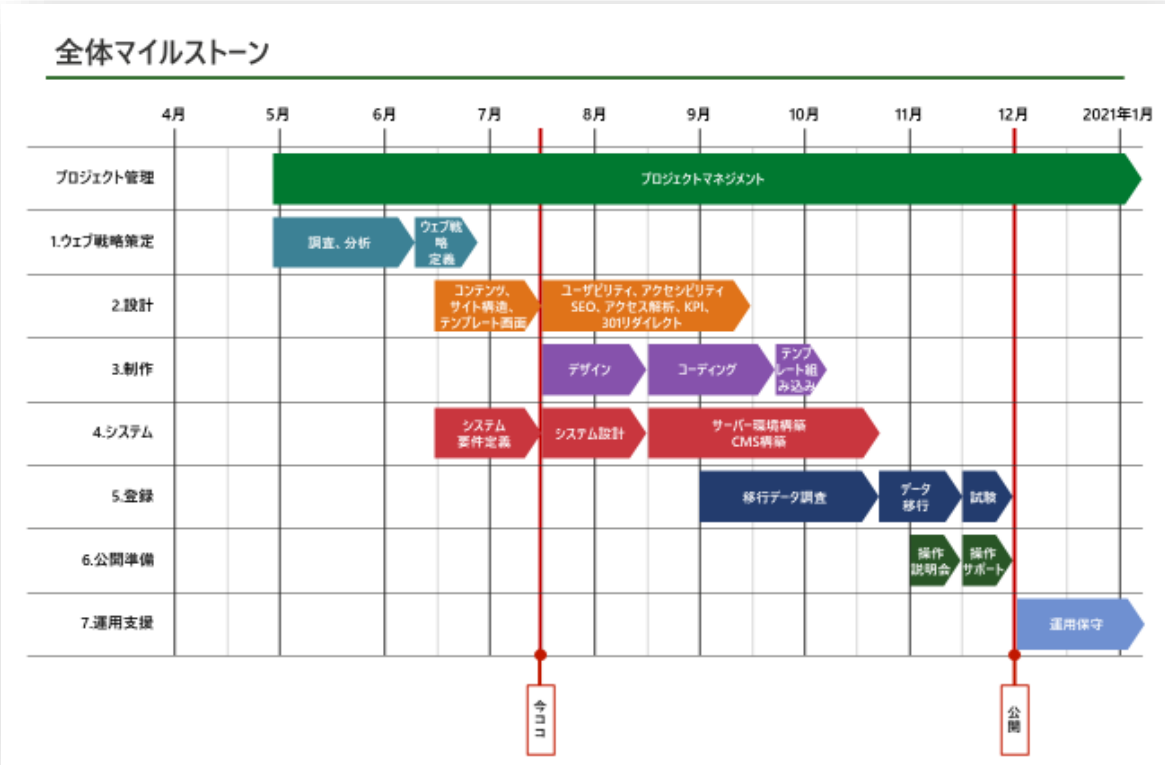 全体マイルストーン
4月
5月
6月
7月
8月
9月
10月
11月
12月
2021年1月
プロジェクト管理
プロジェクトマネジメント
1.ウェブ戦略策定
調査、分析
ウェブ戦
略
定義
2.設計
コンテンツ、
サイト構造、
テンプレート画面
ユーザビリティ、アクセシビリティ
SEO、アクセス解析、KPI、
301リダイレクト
3.制作
デザイン
コーディング
テンプ
レート組
み込み
4.システム
システム
要件定義
システム設計
サーバー環境構築
CMS構築
5.登録
移行データ調査
データ
移行
試験
6.公開準備
操作
説明会
操作
サポート
7.運用支援
運用保守
今ココ
公開